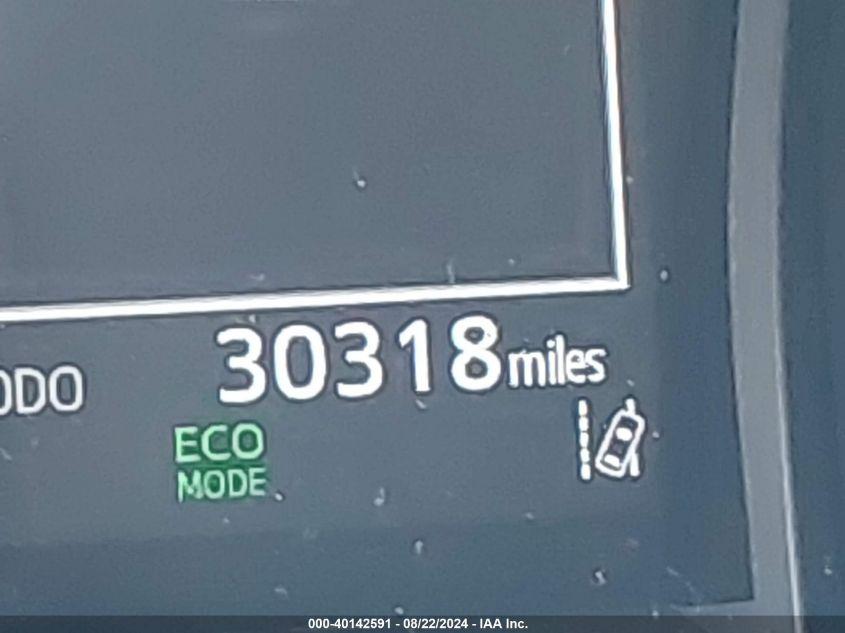 ODO 30318 miles
ECO
MODE
000-40142591 - 08/22/2024 - IAA Inc.